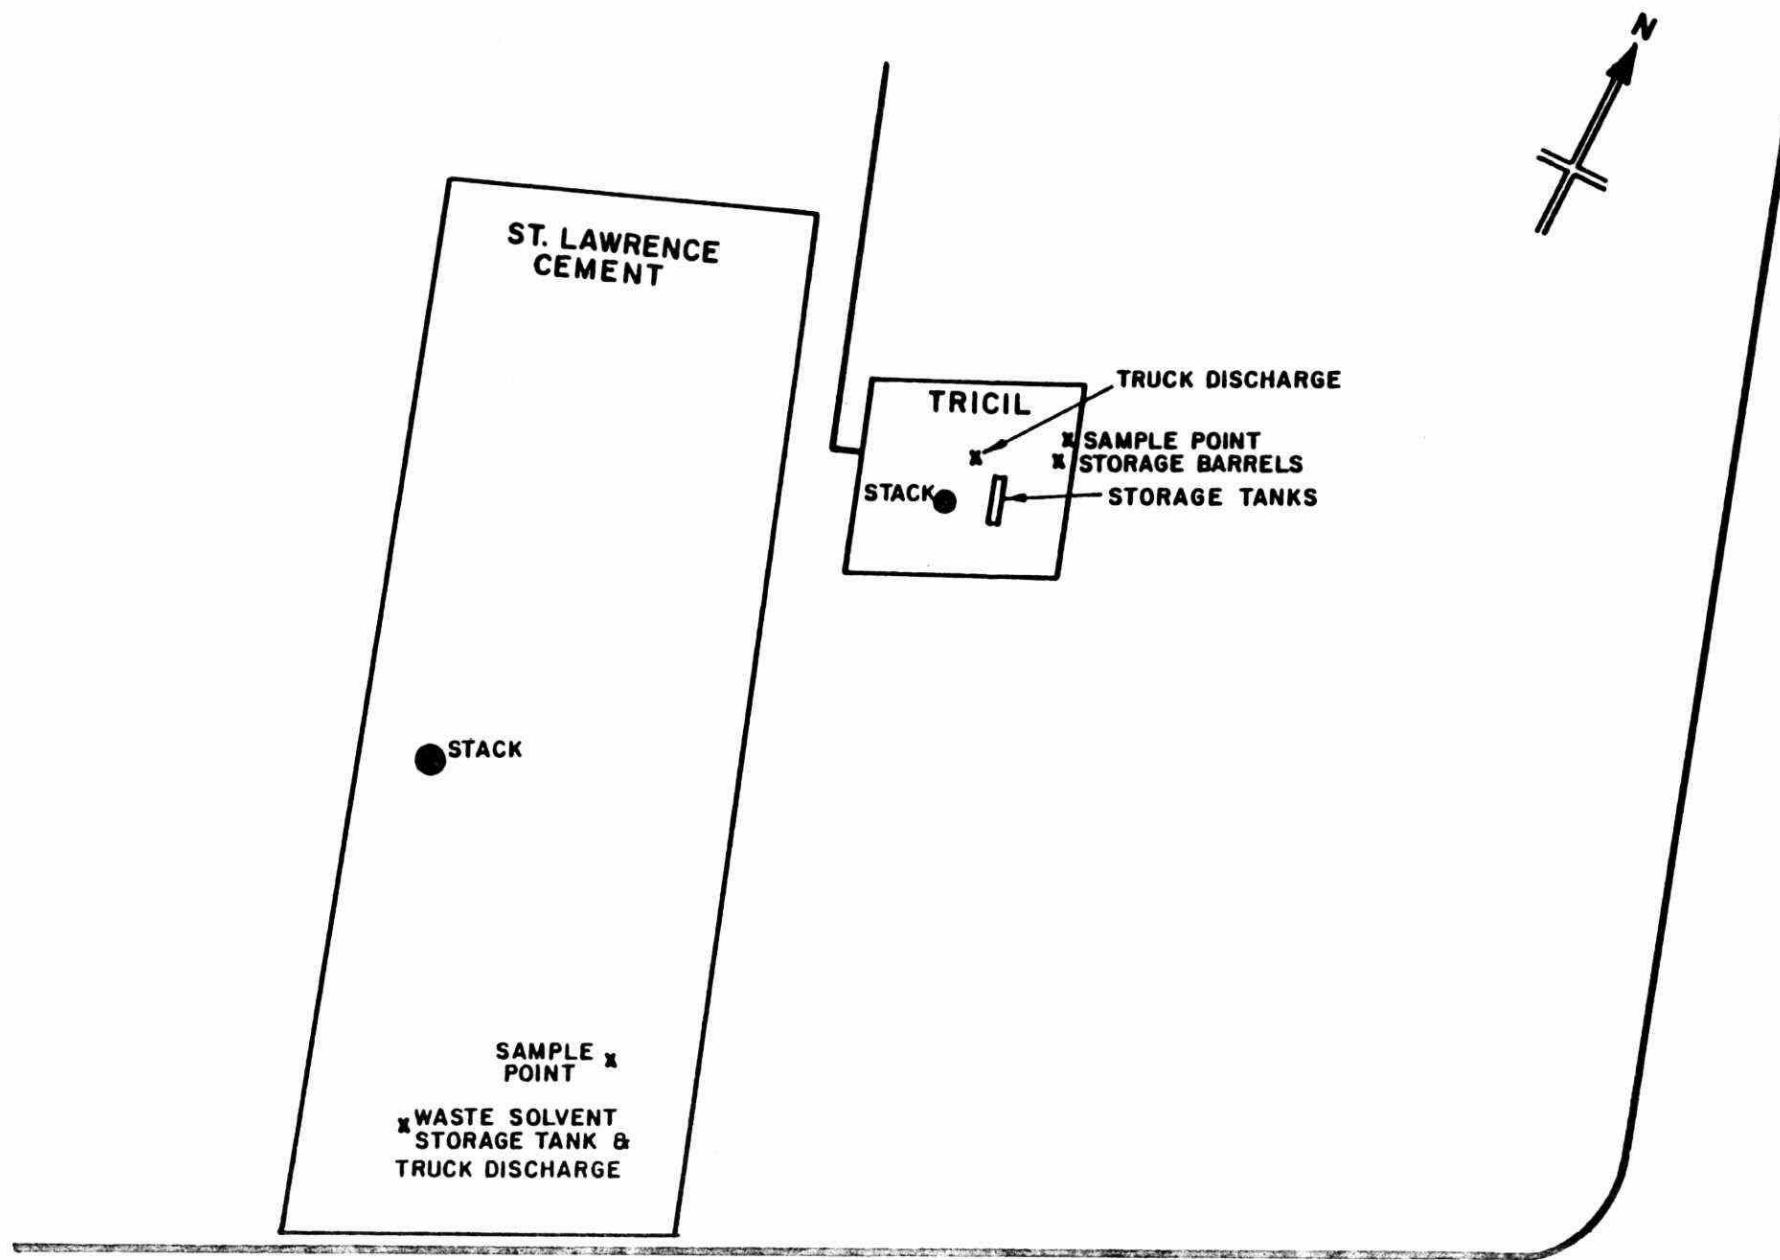 N
ST. LAWRENCE
CEMENT
TRUCK DISCHARGE
TRICIL
SAMPLE POINT
STORAGE BARRELS
STACK
STORAGE TANKS
STACK
SAMPLE
POINT
WASTE SOLVENT
STORAGE TANK &
TRUCK DISCHARGE